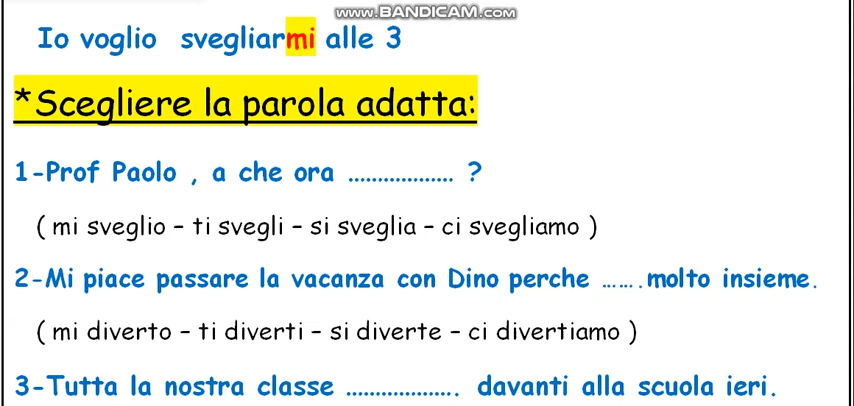 www.BANDICAM.com
Io voglio svegliarmi alle 3
*Scegliere la parola adatta:
1-Prof Paolo , a che ora .................. ?
( mi sveglio – ti svegli – si sveglia – ci svegliamo )
2-Mi piace passare la vacanza con Dino perche …….molto insieme.
( mi diverto – ti diverti – si diverte – ci divertiamo )
3-Tutta la nostra classe ................... davanti alla scuola ieri.